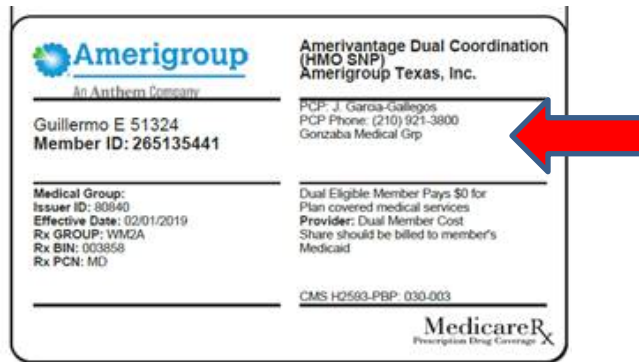 Amerigroup
An Anthem Company
Amerivantage Dual Coordination
(HMO SNP)
Amerigroup Texas, Inc.
Guillermo E 51324
Member ID: 265135441
PCP: J. Garcia-Gallegos
PCP Phone: (210) 921-3800
Gonzaba Medical Grp
Medical Group:
Issuer ID: 80840
Effective Date: 02/01/2019
Rx GROUP: WM2A
Rx BIN: 003858
Rx PCN: MD
Dual Eligible Member Pays $0 for
Plan covered medical services
Provider: Dual Member Cost
Share should be billed to member's
Medicaid
CMS H2593-PBP: 030-003
MedicareRx
Prescription Drug Coverage